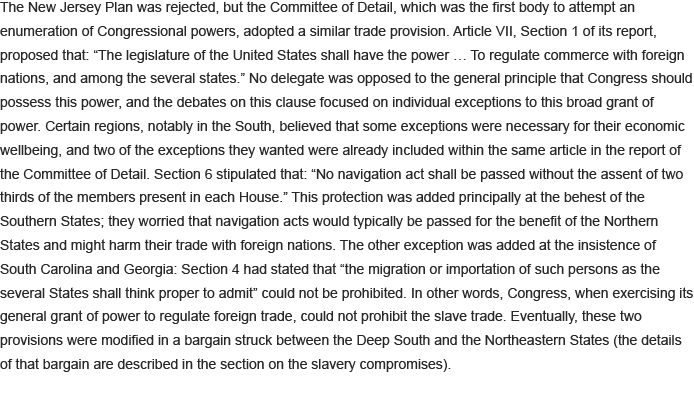 The New Jersey Plan was rejected, but the Committee of Detail, which was the first body to attempt an
enumeration of Congressional powers, adopted a similar trade provision. Article VII, Section 1 of its report,
proposed that: “The legislature of the United States shall have the power … To regulate commerce with foreign
nations, and among the several states.” No delegate was opposed to the general principle that Congress should
possess this power, and the debates on this clause focused on individual exceptions to this broad grant of
power. Certain regions, notably in the South, believed that some exceptions were necessary for their economic
wellbeing, and two of the exceptions they wanted were already included within the same article in the report of
the Committee of Detail. Section 6 stipulated that: “No navigation act shall be passed without the assent of two
thirds of the members present in each House.” This protection was added principally at the behest of the
Southern States; they worried that navigation acts would typically be passed for the benefit of the Northern
States and might harm their trade with foreign nations. The other exception was added at the insistence of
South Carolina and Georgia: Section 4 had stated that “the migration or importation of such persons as the
several States shall think proper to admit” could not be prohibited. In other words, Congress, when exercising its
general grant of power to regulate foreign trade, could not prohibit the slave trade. Eventually, these two
provisions were modified in a bargain struck between the Deep South and the Northeastern States (the details
of that bargain are described in the section on the slavery compromises).